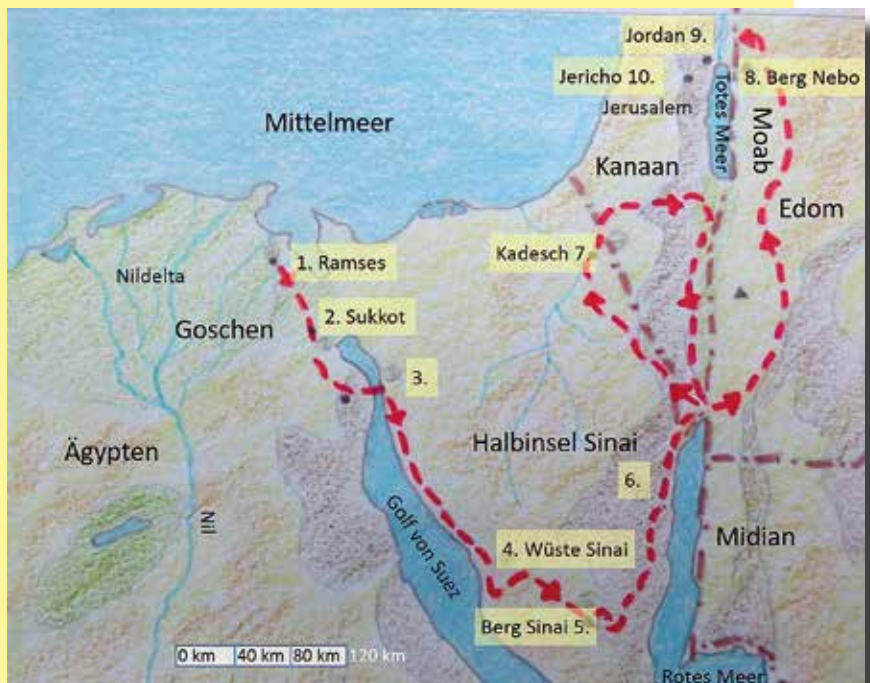 Jordan 9.
Jericho 10.
8. Berg Nebo
Totes Meer
Jerusalem
Moab
Mittelmeer
Kanaan
Edom
Kadesch 7.
1. Ramses
Nildelta
2. Sukkot
Goschen
3.
Halbinsel Sinai
Ägypten
6.
Golf von Suez
Nil
4. Wüste Sinai
Midian
Berg Sinai 5.
0 km 40 km 80 km 120 km
Rotes Meer